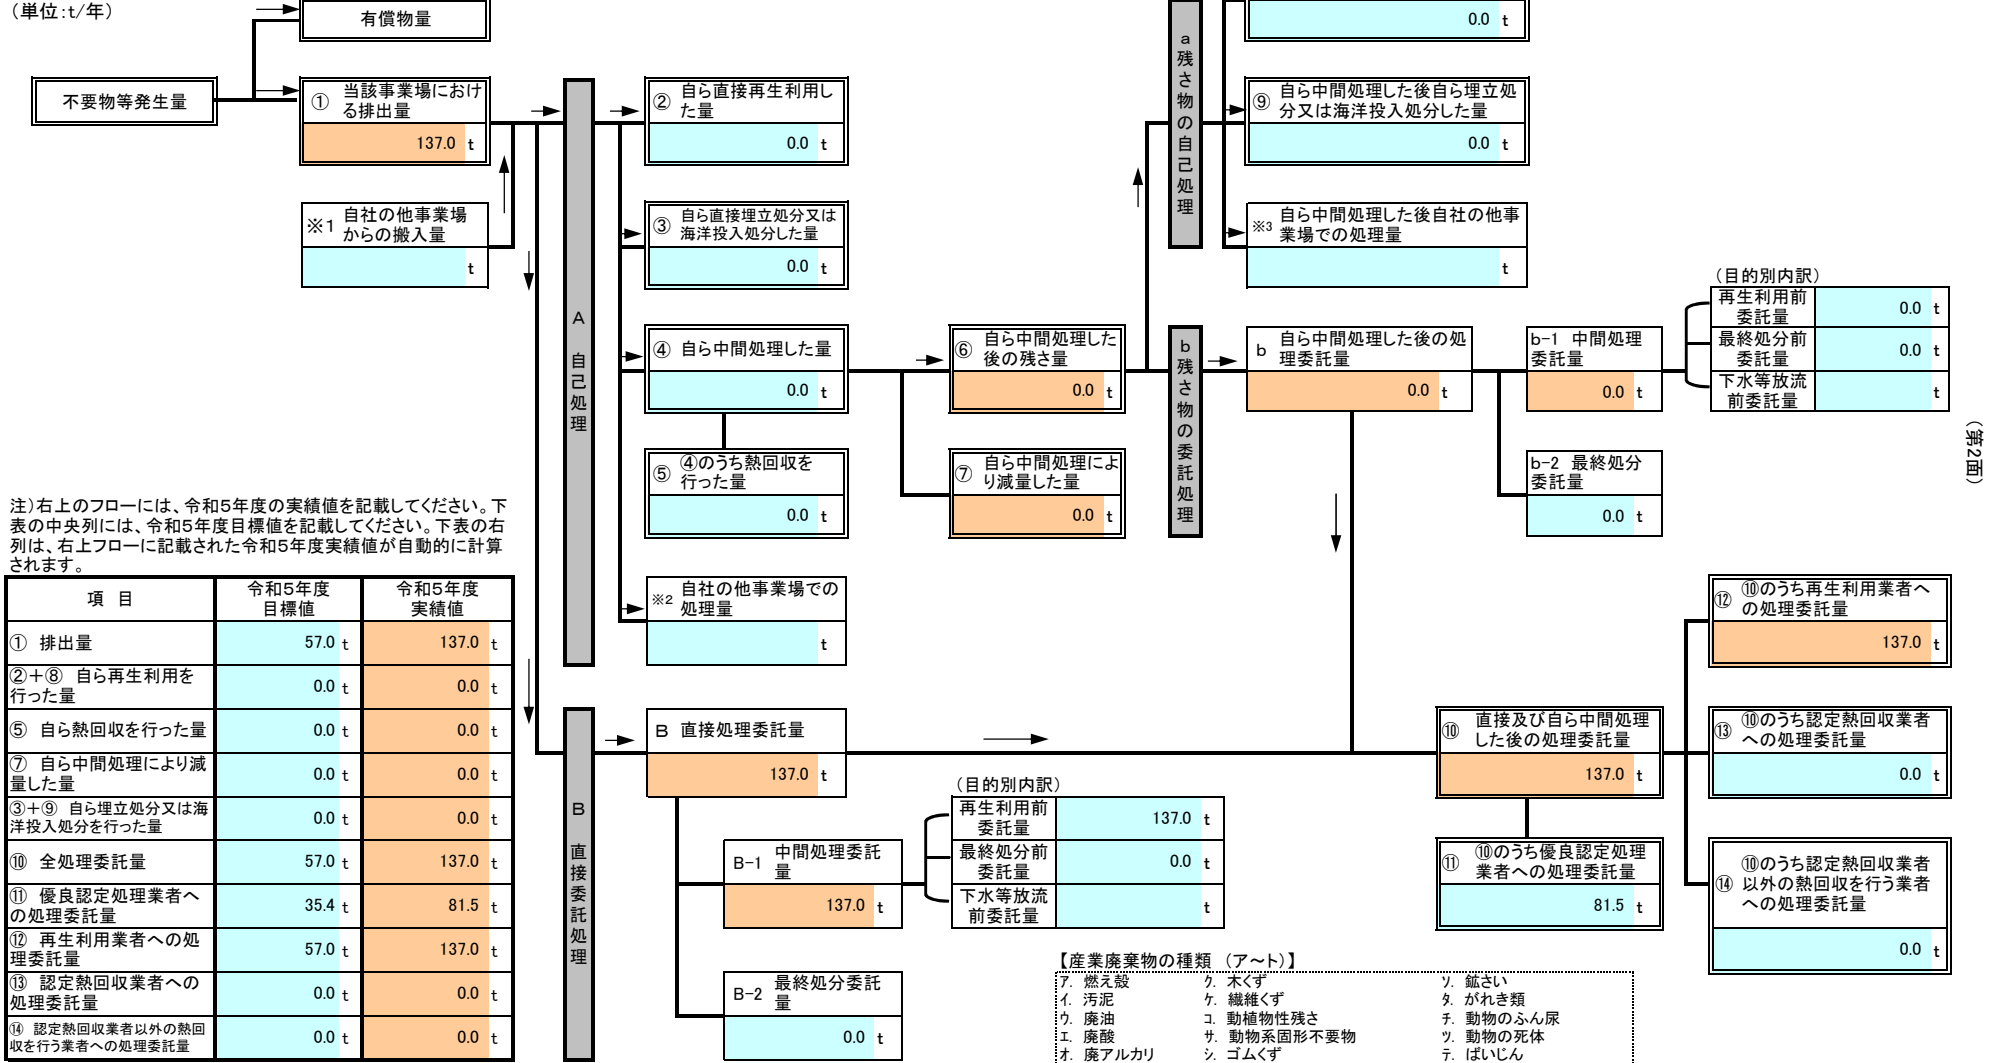 （単位：t/年）
有償物量
不要物等発生量
① 当該事業場におけ
る排出量
137.0 t
※1 自社の他事業場
からの搬入量
t
A 自己処理
② 自ら直接再生利用し
た量
0.0 t
③ 自ら直接埋立処分又は
海洋投入処分した量
0.0 t
④ 自ら中間処理した量
0.0 t
⑤ ④のうち熱回収を
行った量
0.0 t
※2 自社の他事業場での
処理量
t
⑥ 自ら中間処理した
後の残さ量
0.0 t
⑦ 自ら中間処理によ
り減量した量
0.0 t
a 残さ物の自己処理
0.0 t
⑨ 自ら中間処理した後自ら埋立処
分又は海洋投入処分した量
0.0 t
※3 自ら中間処理した後自社の他事
業場での処理量
t
b 残さ物の委託処理
b 自ら中間処理した後の処
理委託量
0.0 t
b-1 中間処理
委託量
0.0 t
b-2 最終処分
委託量
0.0 t
（目的別内訳）
再生利用前
委託量
0.0 t
最終処分前
委託量
0.0 t
下水等放流
前委託量
t
（第2面）
注）右上のフローには、令和5年度の実績値を記載してください。下
表の中央列には、令和5年度目標値を記載してください。下表の右
列は、右上フローに記載された令和5年度実績値が自動的に計算
されます。
項 目 令和5年度 目標値 令和5年度 実績値
① 排出量 57.0 t 137.0 t
②＋⑧ 自ら再生利用を
行った量 0.0 t 0.0 t
⑤ 自ら熱回収を行った量 0.0 t 0.0 t
⑦ 自ら中間処理により減
量した量 0.0 t 0.0 t
③＋⑨ 自ら埋立処分又は海
洋投入処分を行った量 0.0 t 0.0 t
⑩ 全処理委託量 57.0 t 137.0 t
⑪ 優良認定処理業者へ
の処理委託量 35.4 t 81.5 t
⑫ 再生利用業者への処
理委託量 57.0 t 137.0 t
⑬ 認定熱回収業者への
処理委託量 0.0 t 0.0 t
⑭ 認定熱回収業者以外の熱回
収を行う業者への処理委託量 0.0 t 0.0 t
B 直接委託処理
B 直接処理委託量
137.0 t
B-1 中間処理委託
量
137.0 t
B-2 最終処分委託
量
0.0 t
（目的別内訳）
再生利用前
委託量
137.0 t
最終処分前
委託量
0.0 t
下水等放流
前委託量
t
⑩ 直接及び自ら中間処理
した後の処理委託量
137.0 t
⑪ ⑩のうち優良認定処理
業者への処理委託量
81.5 t
⑫ ⑩のうち再生利用業者へ
の処理委託量
137.0 t
⑬ ⑩のうち認定熱回収業者
への処理委託量
0.0 t
⑭ ⑩のうち認定熱回収業者
以外の熱回収を行う業者
への処理委託量
0.0 t
【産業廃棄物の種類 （ア～ト）】
ア. 燃え殻 ク. 木くず ソ. 鉱さい
イ. 汚泥 ケ. 繊維くず タ. がれき類
ウ. 廃油 コ. 動植物性残さ チ. 動物のふん尿
エ. 廃酸 サ. 動物系固形不要物 ツ. 動物の死体
オ. 廃アルカリ シ. ゴムくず テ. ばいじん